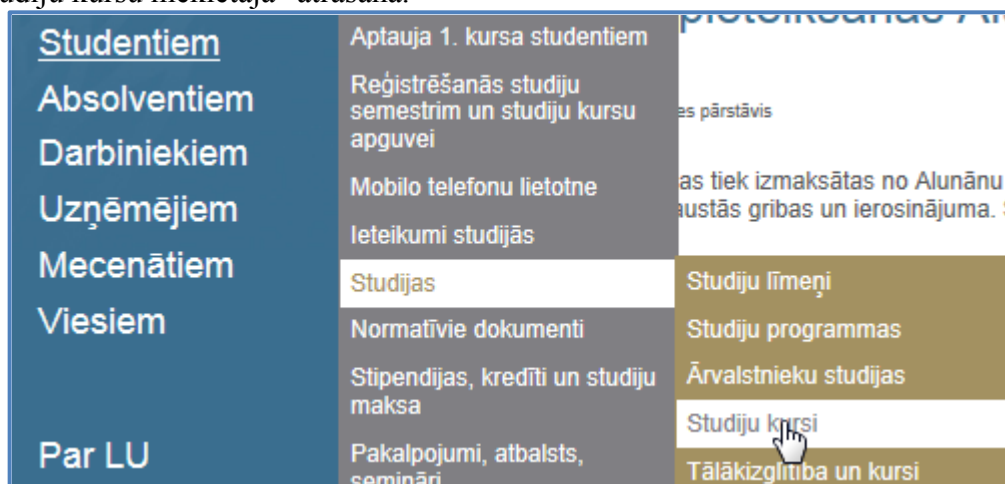 Studentiem
Absolventiem
Darbiniekiem
Uzņēmējiem
Mecenātiem
Viesiem
Par LU
Aptauja 1. kursa studentiem
Reģistrēšanās studiju
semestrim un studiju kursu
apguvei
Mobilo telefonu lietotne
Ieteikumi studijās
Studijas
Normatīvie dokumenti
Stipendijas, kredīti un studiju
maksa
Pakalpojumi, atbalsts,
semināri
es pārstāvis
as tiek izmaksātas no Alunānu
austās gribas un ierosinājuma.
Studiju līmeņi
Studiju programmas
Ārvalstnieku studijas
Studiju kursi
Tālākizglītība un kursi